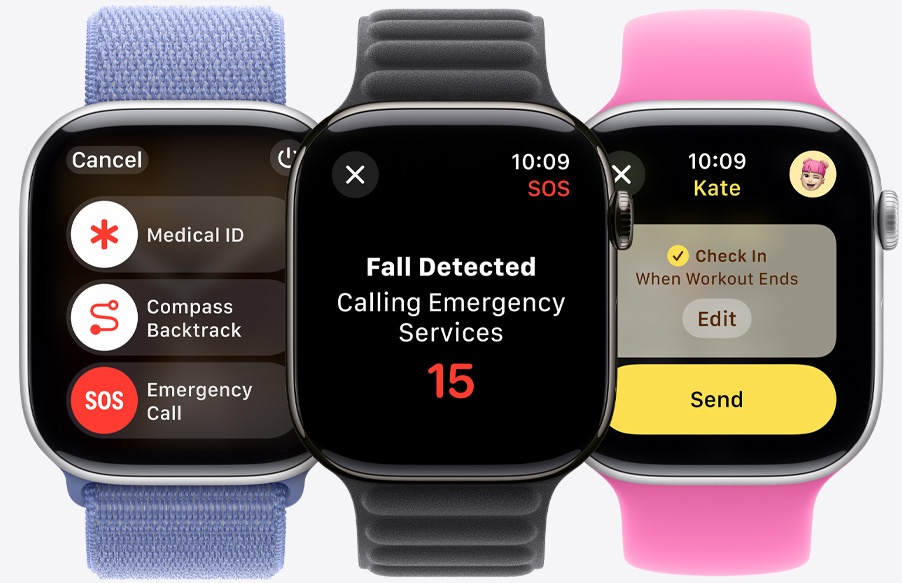 Cancel
Medical ID
Compass
Backtrack
SOS
Emergency
Call
10:09
SOS
Fall Detected
Calling Emergency
Services
15
10:09
Kate
Check In
When Workout Ends
Edit
Send